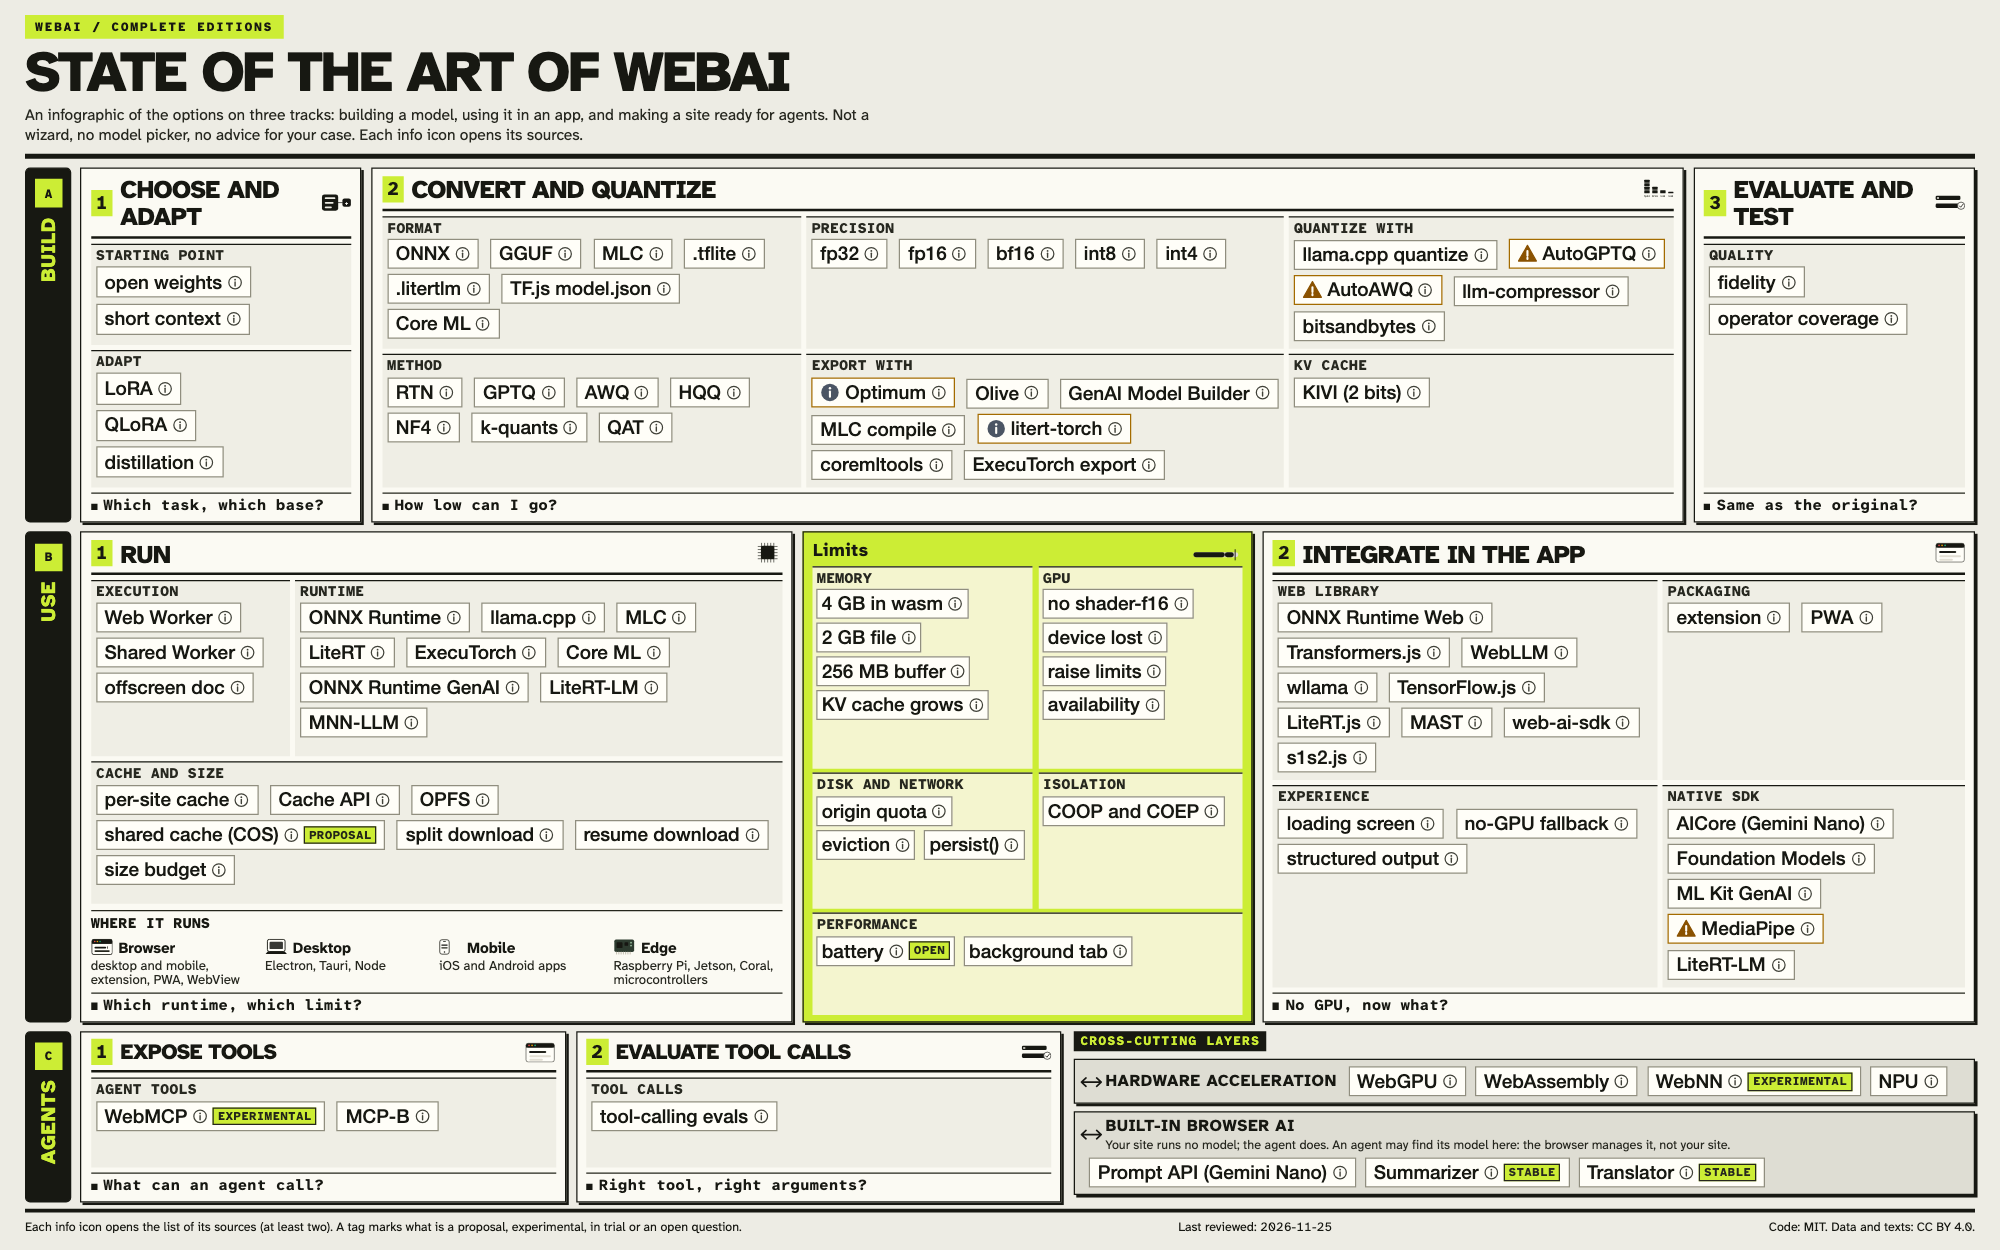 WEBAI / COMPLETE EDITIONS
STATE OF THE ART OF WEBAI
An infographic of the options on three tracks: building a model, using it in an app, and making a site ready for agents. Not a
wizard, no model picker, no advice for your case. Each info icon opens its sources.
A
BUILD
1 CHOOSE AND
ADAPT
STARTING POINT
open weights
short context
ADAPT
LoRA
QLoRA
distillation
Which task, which base?
2 CONVERT AND QUANTIZE
FORMAT
ONNX GGUF MLC .tflite
.litertlm TF.js model.json
Core ML
PRECISION
fp32 fp16 bf16 int8 int4
QUANTIZE WITH
llama.cpp quantize AutoGPTQ
AutoAWQ llm-compressor
bitsandbytes
METHOD
RTN GPTQ AWQ HQQ
NF4 k-quants QAT
EXPORT WITH
Optimum Olive GenAI Model Builder
MLC compile litert-torch
coremltools ExecuTorch export
KV CACHE
KIVI (2 bits)
How low can I go?
3 EVALUATE AND
TEST
QUALITY
fidelity
operator coverage
Same as the original?
B
USE
1 RUN
EXECUTION
Web Worker
Shared Worker
offscreen doc
RUNTIME
ONNX Runtime llama.cpp MLC
LiteRT ExecuTorch Core ML
ONNX Runtime GenAI LiteRT-LM
MNN-LLM
CACHE AND SIZE
per-site cache Cache API OPFS
shared cache (COS) PROPOSAL split download resume download
size budget
WHERE IT RUNS
Browser
desktop and mobile,
extension, PWA, WebView
Desktop
Electron, Tauri, Node
Mobile
iOS and Android apps
Edge
Raspberry Pi, Jetson, Coral,
microcontrollers
Which runtime, which limit?
Limits
MEMORY
4 GB in wasm
2 GB file
256 MB buffer
KV cache grows
GPU
no shader-f16
device lost
raise limits
availability
DISK AND NETWORK
origin quota
eviction persist()
ISOLATION
COOP and COEP
PERFORMANCE
battery OPEN background tab
2 INTEGRATE IN THE APP
WEB LIBRARY
ONNX Runtime Web
Transformers.js WebLLM
wllama TensorFlow.js
LiteRT.js MAST web-ai-sdk
s1s2.js
PACKAGING
extension PWA
EXPERIENCE
loading screen no-GPU fallback
structured output
NATIVE SDK
AICore (Gemini Nano)
Foundation Models
ML Kit GenAI
MediaPipe
LiteRT-LM
No GPU, now what?
C
AGENTS
1 EXPOSE TOOLS
AGENT TOOLS
WebMCP EXPERIMENTAL MCP-B
What can an agent call?
2 EVALUATE TOOL CALLS
TOOL CALLS
tool-calling evals
Right tool, right arguments?
CROSS-CUTTING LAYERS
HARDWARE ACCELERATION WebGPU WebAssembly WebNN EXPERIMENTAL NPU
BUILT-IN BROWSER AI
Your site runs no model; the agent does. An agent may find its model here: the browser manages it, not your site.
Prompt API (Gemini Nano) Summarizer STABLE Translator STABLE
Each info icon opens the list of its sources (at least two). A tag marks what is a proposal, experimental, in trial or an open question.
Last reviewed: 2026-11-25
Code: MIT. Data and texts: CC BY 4.0.